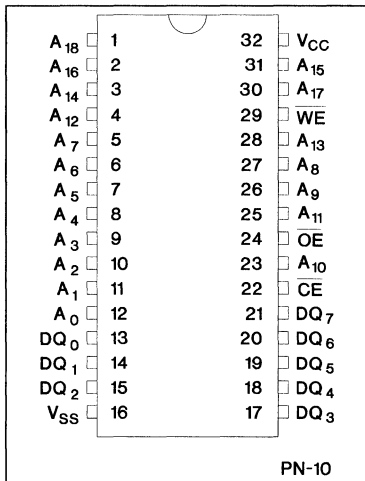 A18 1 32 VCC
A16 2 31 A15
A14 3 30 A17
A12 4 29 WE
A7 5 28 A13
A6 6 27 A8
A5 7 26 A9
A4 8 25 A11
A3 9 24 OE
A2 10 23 A10
A1 11 22 CE
A0 12 21 DQ7
DQ0 13 20 DQ6
DQ1 14 19 DQ5
DQ2 15 18 DQ4
VSS 16 17 DQ3
PN-10